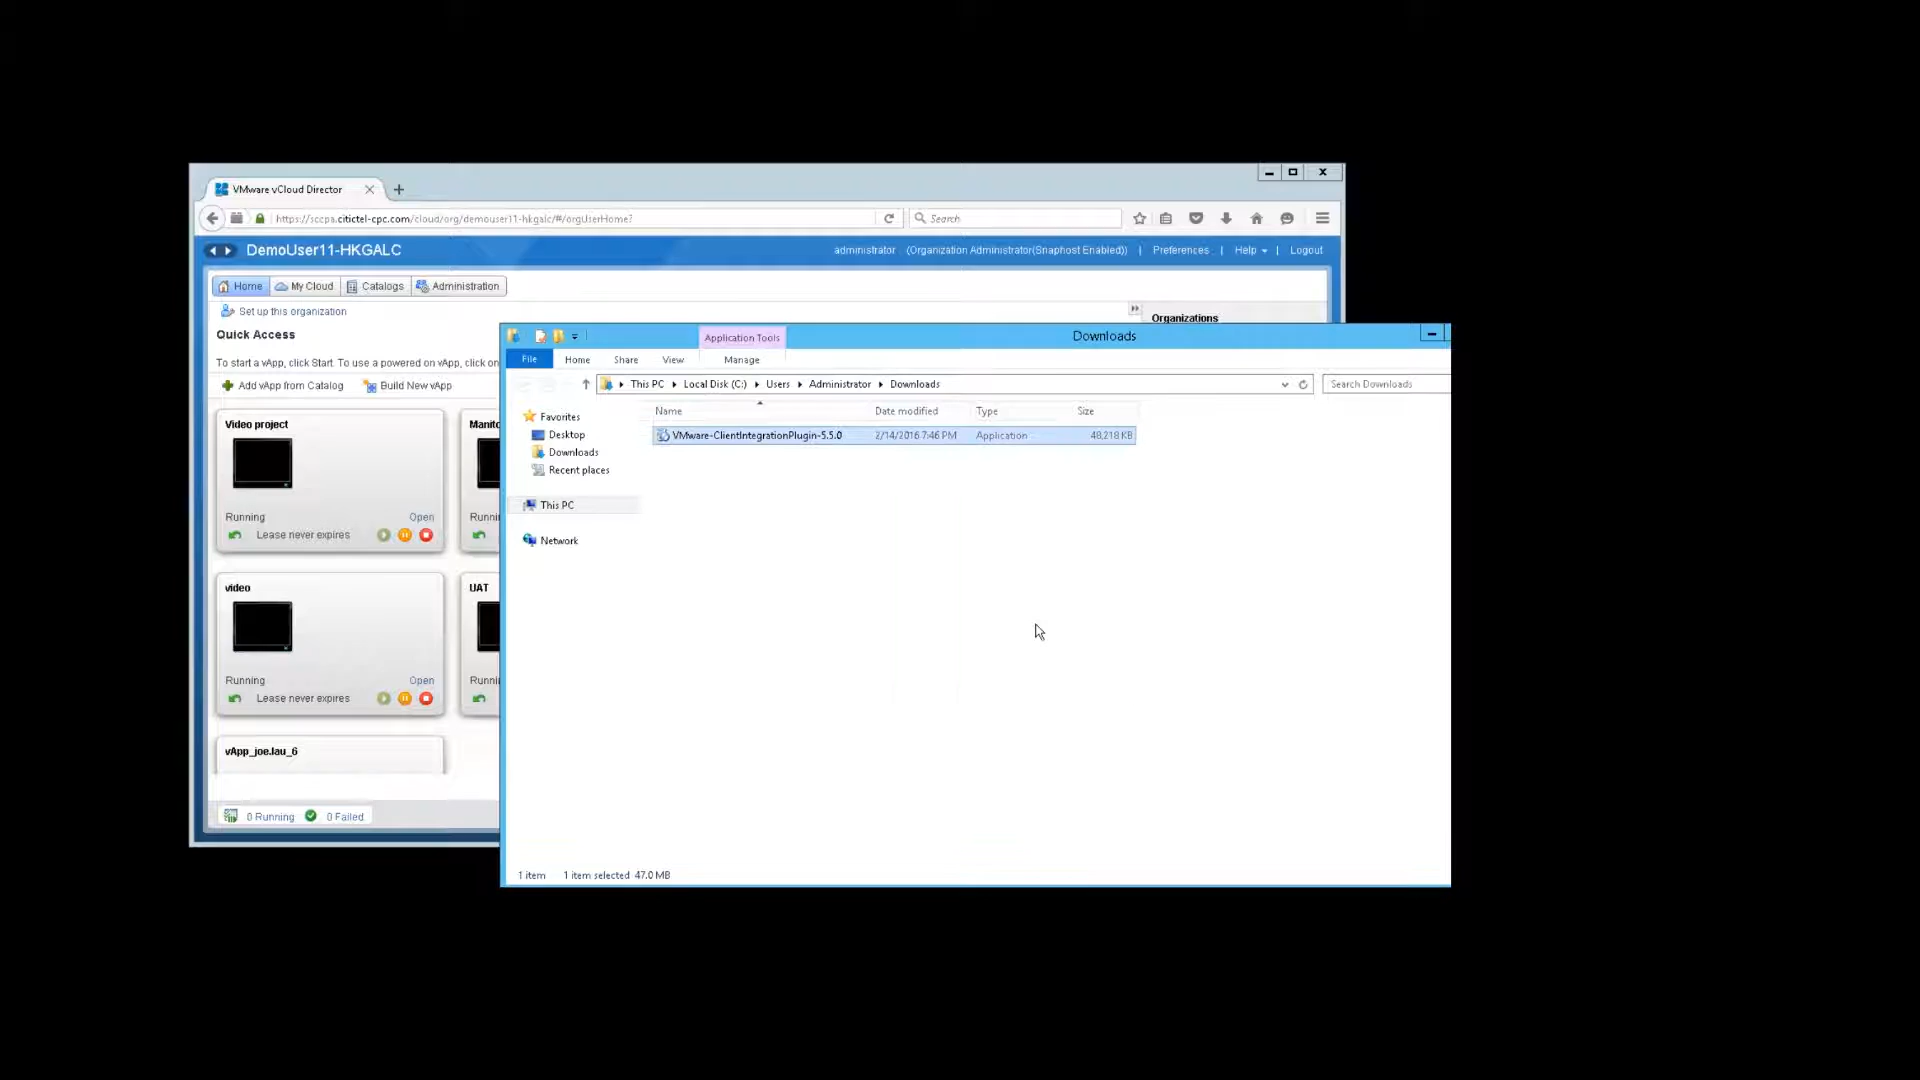 VMware vCloud Director
https://sccpa.citictel-cpc.com/cloud/org/demouser11-hkgalc/#/orgUserHome?
Search
DemoUser11-HKGALC
administrator (Organization Administrator(Snaphost Enabled)) | Preferences | Help | Logout
Home My Cloud Catalogs Administration
Set up this organization
Organizations
Quick Access
To start a vApp, click Start. To use a powered on vApp, click on
Add vApp from Catalog Build New vApp
Video project
Running Open
Lease never expires
Manito
Runni
video
Running Open
Lease never expires
UAT
Runni
vApp_joe.lau_6
0 Running 0 Failed
Application Tools
Downloads
File Home Share View Manage
This PC Local Disk (C:) Users Administrator Downloads
Search Downloads
Favorites
Desktop
Downloads
Recent places
This PC
Network
Name Date modified Type Size
VMware-ClientIntegrationPlugin-5.5.0 2/14/2016 7:46 PM Application 48,218 KB
1 item 1 item selected 47.0 MB